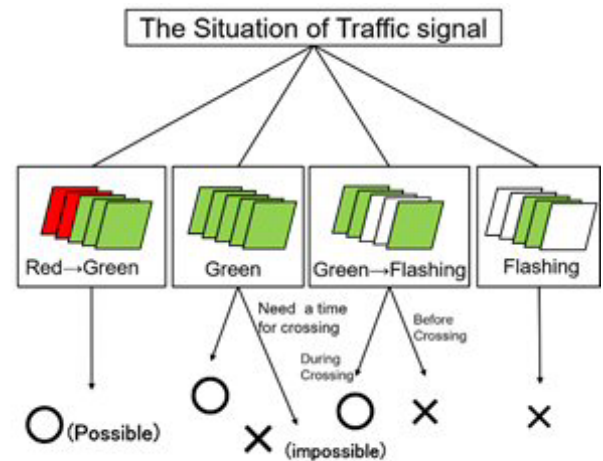 The Situation of Traffic signal
Red→Green
Green
Green→Flashing
Flashing
Need a time
for crossing
Before
Crossing
During
Crossing
(Possible)
(impossible)